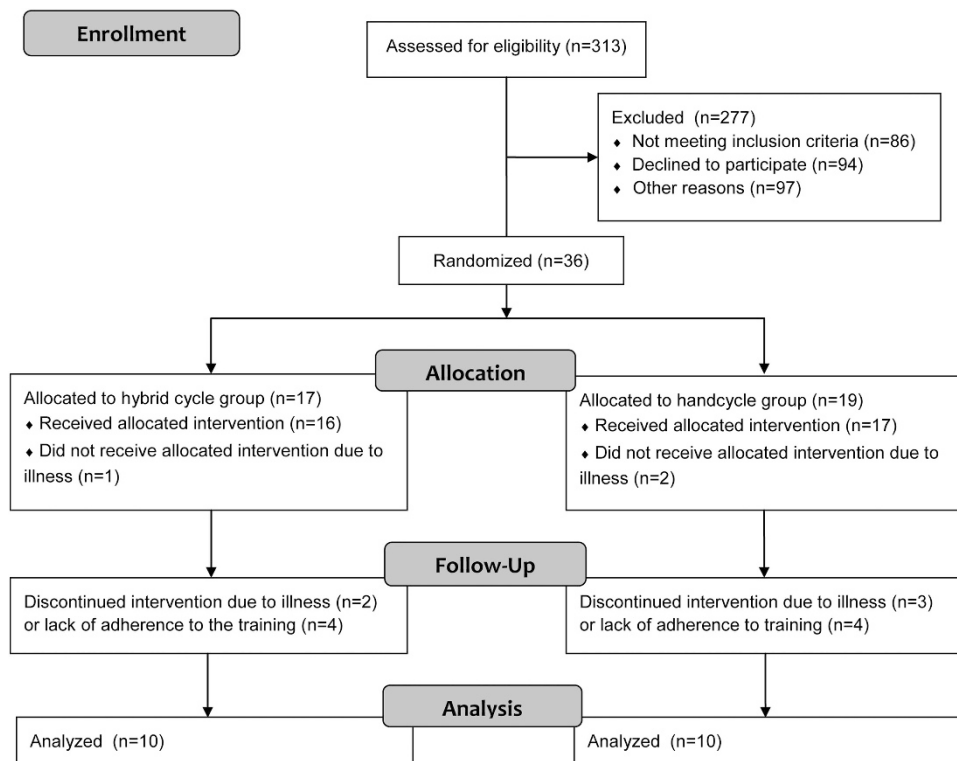 Enrollment
Assessed for eligibility (n=313)
Excluded (n=277)
♦ Not meeting inclusion criteria (n=86)
♦ Declined to participate (n=94)
♦ Other reasons (n=97)
Randomized (n=36)
Allocation
Allocated to hybrid cycle group (n=17)
♦ Received allocated intervention (n=16)
♦ Did not receive allocated intervention due to
illness (n=1)
Allocated to handcycle group (n=19)
♦ Received allocated intervention (n=17)
♦ Did not receive allocated intervention due to
illness (n=2)
Follow-Up
Discontinued intervention due to illness (n=2)
or lack of adherence to the training (n=4)
Discontinued intervention due to illness (n=3)
or lack of adherence to training (n=4)
Analysis
Analyzed (n=10)
Analyzed (n=10)